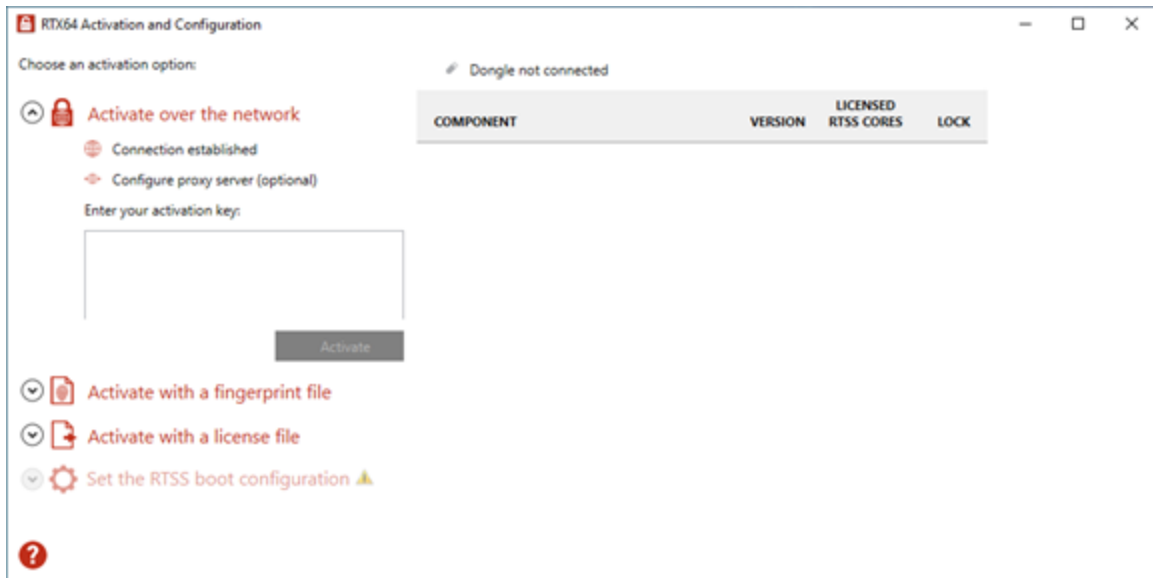 RTX64 Activation and Configuration
Choose an activation option:
Activate over the network
Connection established
Configure proxy server (optional)
Enter your activation key:
Activate
Activate with a fingerprint file
Activate with a license file
Set the RTSS boot configuration
Dongle not connected
COMPONENT VERSION LICENSED RTSS CORES LOCK